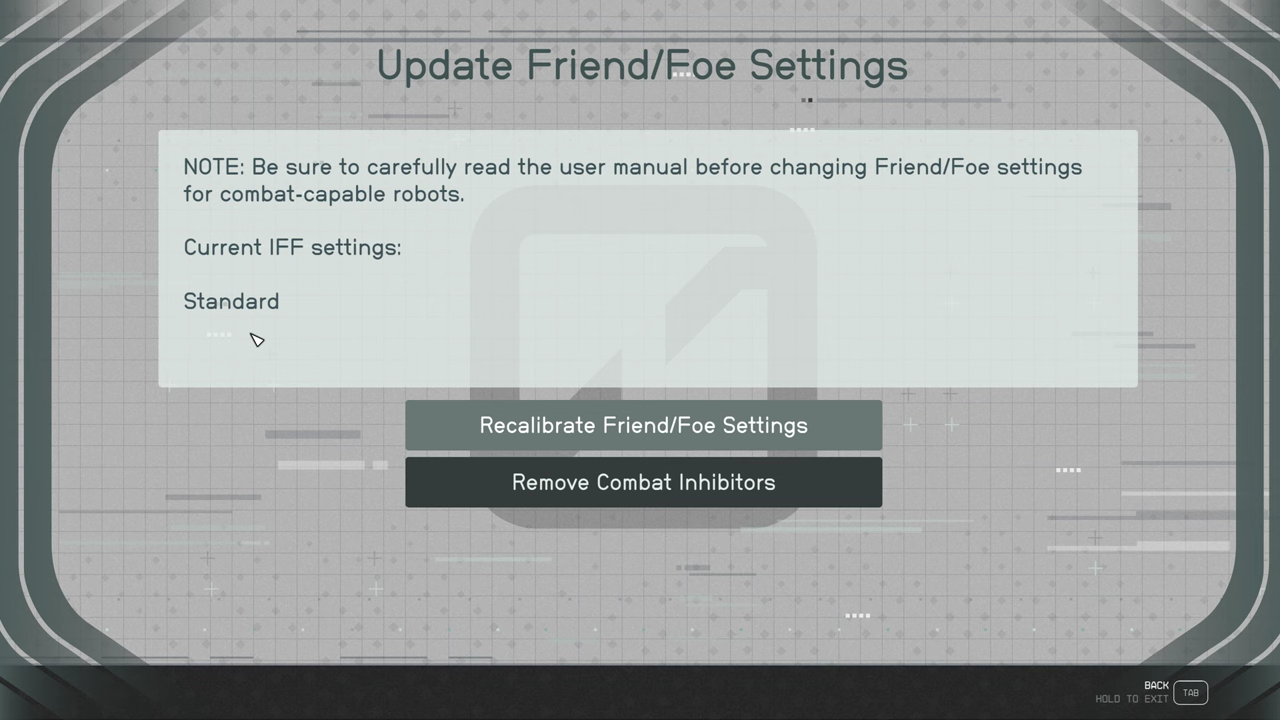 Update Friend/Foe Settings
NOTE: Be sure to carefully read the user manual before changing Friend/Foe settings
for combat-capable robots.
Current IFF settings:
Standard
Recalibrate Friend/Foe Settings
Remove Combat Inhibitors
BACK
HOLD TO EXIT
TAB